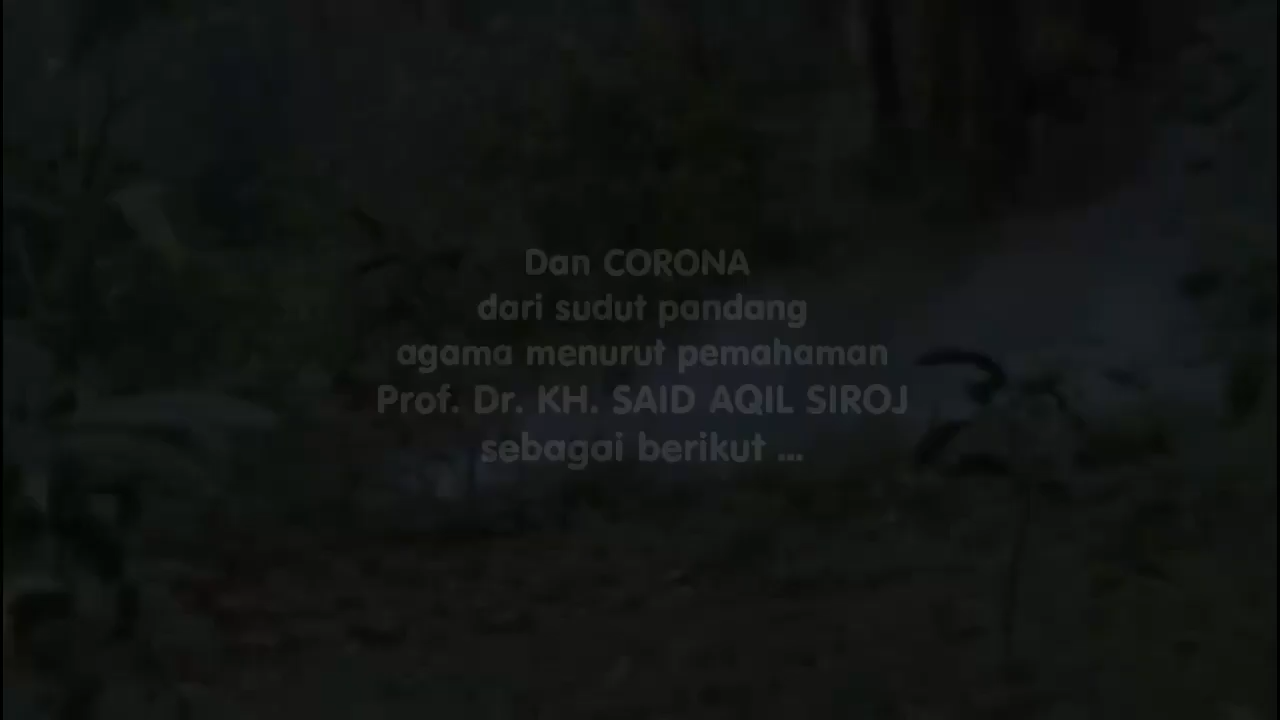 Dan CORONA
dari sudut pandang
agama menurut pemahaman
Prof. Dr. KH. SAID AQIL SIROJ
sebagai berikut ...